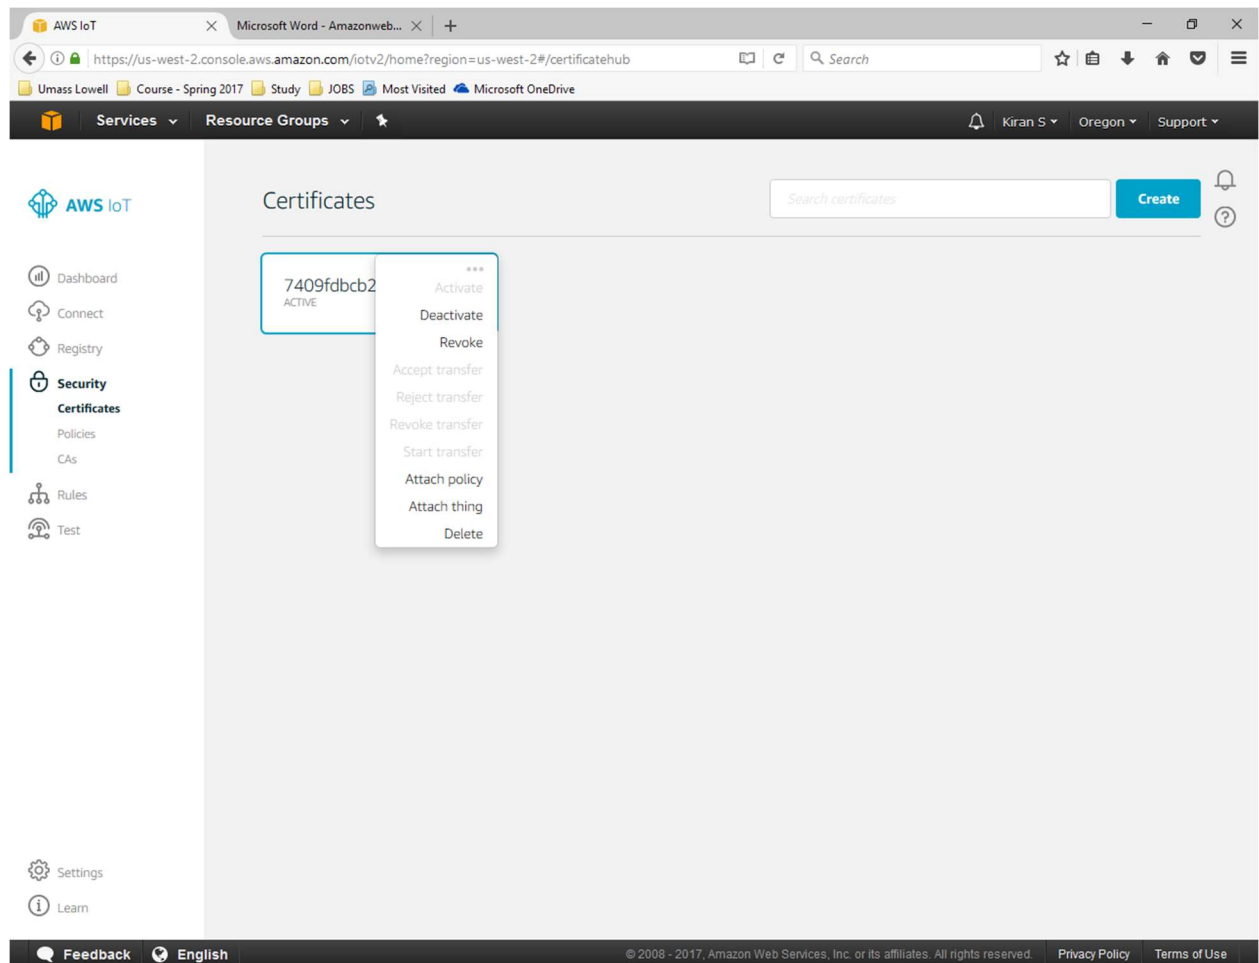 AWS IoT
Microsoft Word - Amazonweb...
https://us-west-2.console.aws.amazon.com/iotv2/home?region=us-west-2#/certificatehub
Search
Umass Lowell Course - Spring 2017 Study JOBS Most Visited Microsoft OneDrive
Services Resource Groups Kiran S Oregon Support
AWS IoT
Certificates
Search certificates
Create
Dashboard
Connect
Registry
Security
Certificates
Policies
CAs
Rules
Test
7409fdbcb2
ACTIVE
Activate
Deactivate
Revoke
Accept transfer
Reject transfer
Revoke transfer
Start transfer
Attach policy
Attach thing
Delete
Settings
Learn
Feedback English © 2008 - 2017, Amazon Web Services, Inc. or its affiliates. All rights reserved. Privacy Policy Terms of Use